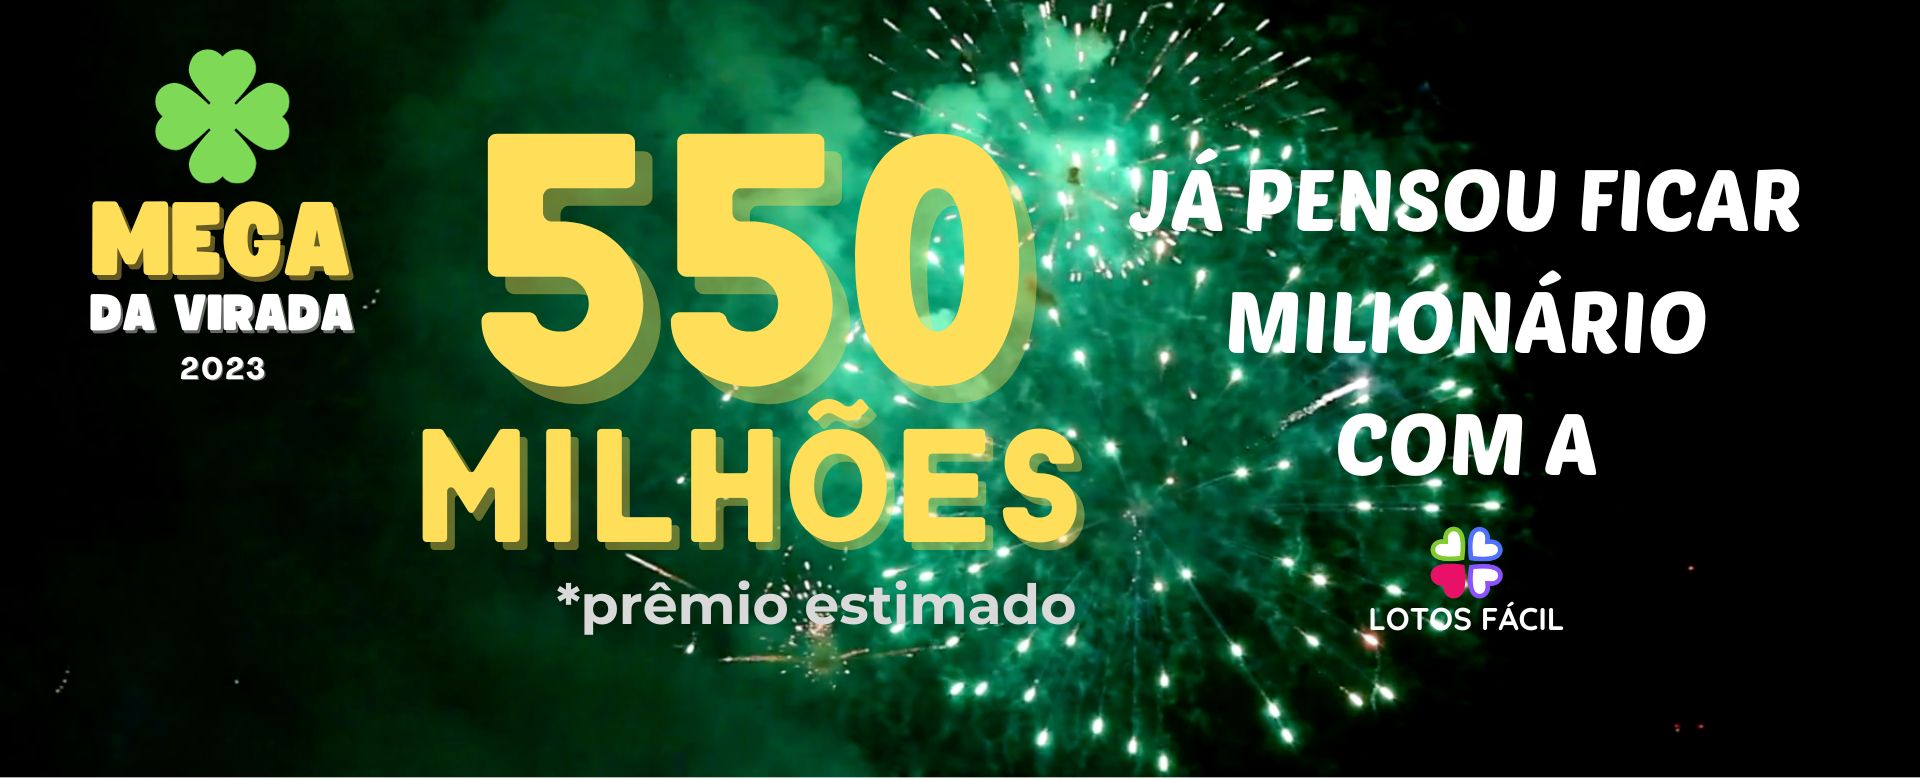 MEGA
DA VIRADA
2023
550
MILHÕES
*prêmio estimado
JÁ PENSOU FICAR
MILIONÁRIO
COM A
LOTOS FÁCIL